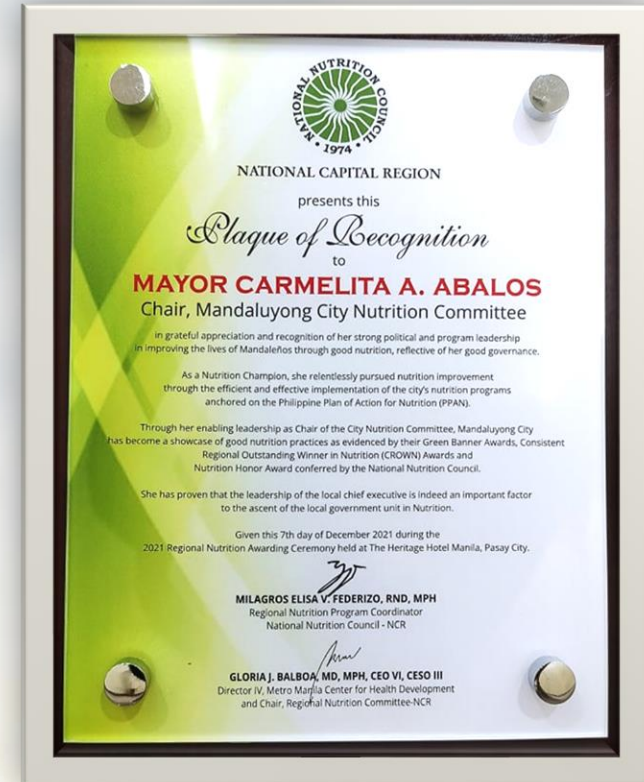 NATIONAL NUTRITION COUNCIL
• 1974 •
NATIONAL CAPITAL REGION
presents this
Plaque of Recognition
to
MAYOR CARMELITA A. ABALOS
Chair, Mandaluyong City Nutrition Committee
in grateful appreciation and recognition of her strong political and program leadership
in improving the lives of Mandaleños through good nutrition, reflective of her good governance.
As a Nutrition Champion, she relentlessly pursued nutrition improvement
through the efficient and effective implementation of the city's nutrition programs
anchored on the Philippine Plan of Action for Nutrition (PPAN).
Through her enabling leadership as Chair of the City Nutrition Committee, Mandaluyong City
has become a showcase of good nutrition practices as evidenced by their Green Banner Awards, Consistent
Regional Outstanding Winner in Nutrition (CROWN) Awards and
Nutrition Honor Award conferred by the National Nutrition Council.
She has proven that the leadership of the local chief executive is indeed an important factor
to the ascent of the local government unit in Nutrition.
Given this 7th day of December 2021 during the
2021 Regional Nutrition Awarding Ceremony held at The Heritage Hotel Manila, Pasay City.
MILAGROS ELISA V. FEDERIZO, RND, MPH
Regional Nutrition Program Coordinator
National Nutrition Council - NCR
GLORIA J. BALBOA, MD, MPH, CEO VI, CESO III
Director IV, Metro Manila Center for Health Development
and Chair, Regional Nutrition Committee-NCR